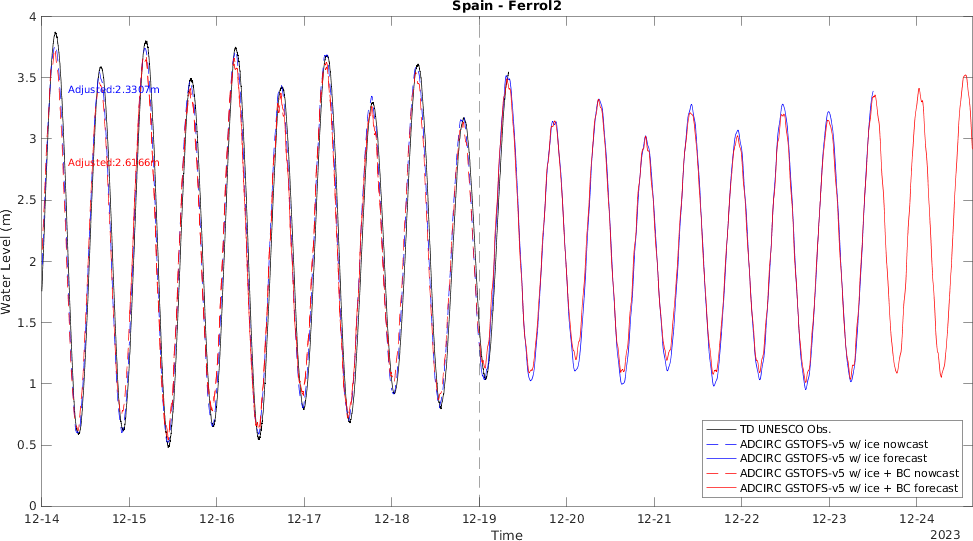 Spain - Ferrol2
4
3.5
3
2.5
2
1.5
1
0.5
0
Water Level (m)
Adjusted:2.3307m
Adjusted:2.6166m
TD UNESCO Obs.
ADCIRC GSTOFS-v5 w/ ice nowcast
ADCIRC GSTOFS-v5 w/ ice forecast
ADCIRC GSTOFS-v5 w/ ice + BC nowcast
ADCIRC GSTOFS-v5 w/ ice + BC forecast
12-14 12-15 12-16 12-17 12-18 12-19 12-20 12-21 12-22 12-23 12-24
Time
2023